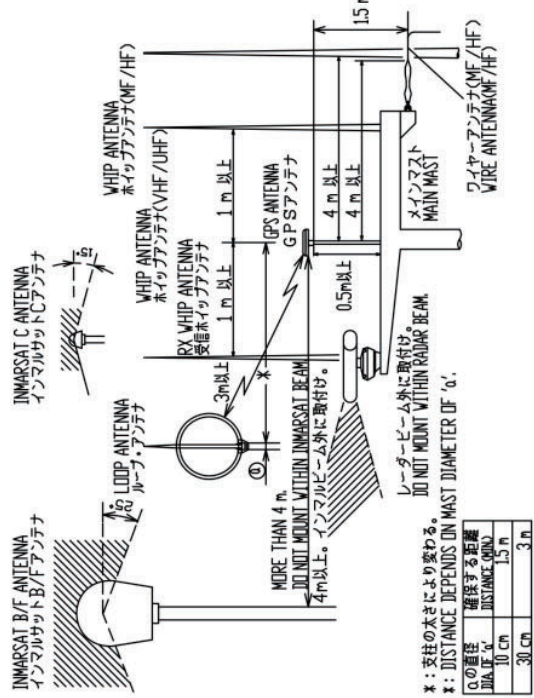 INMARSAT B/F ANTENNA
インマルサットB/Fアンテナ
25°
LOOP ANTENNA
ループ・アンテナ
INMARSAT C ANTENNA
インマルサットCアンテナ
15°
WHIP ANTENNA
ホイップアンテナ(MF/HF)
WHIP ANTENNA
ホイップアンテナ(VHF/UHF)
RX WHIP ANTENNA
受信ホイップアンテナ
1 m 以上
1 m 以上
GPS ANTENNA
GPSアンテナ
3m以上
*
ⓐ
1.5 m
4 m 以上
4 m 以上
0.5m以上
MORE THAN 4 m.
DO NOT MOUNT WITHIN INMARSAT BEAM
4m以上。インマルビーム外に取付け。
メインマスト
MAIN MAST
ワイヤーアンテナ(MF/HF)
WIRE ANTENNA(MF/HF)
レーダービーム外に取付け。
DO NOT MOUNT WITHIN RADAR BEAM.
*：支柱の太さにより変わる。
*: DISTANCE DEPENDS ON MAST DIAMETER OF 'a'.
aの直径 確保する距離
DIA. OF 'a' DISTANCE (MIN.)
10 cm 1.5 m
30 cm 3 m